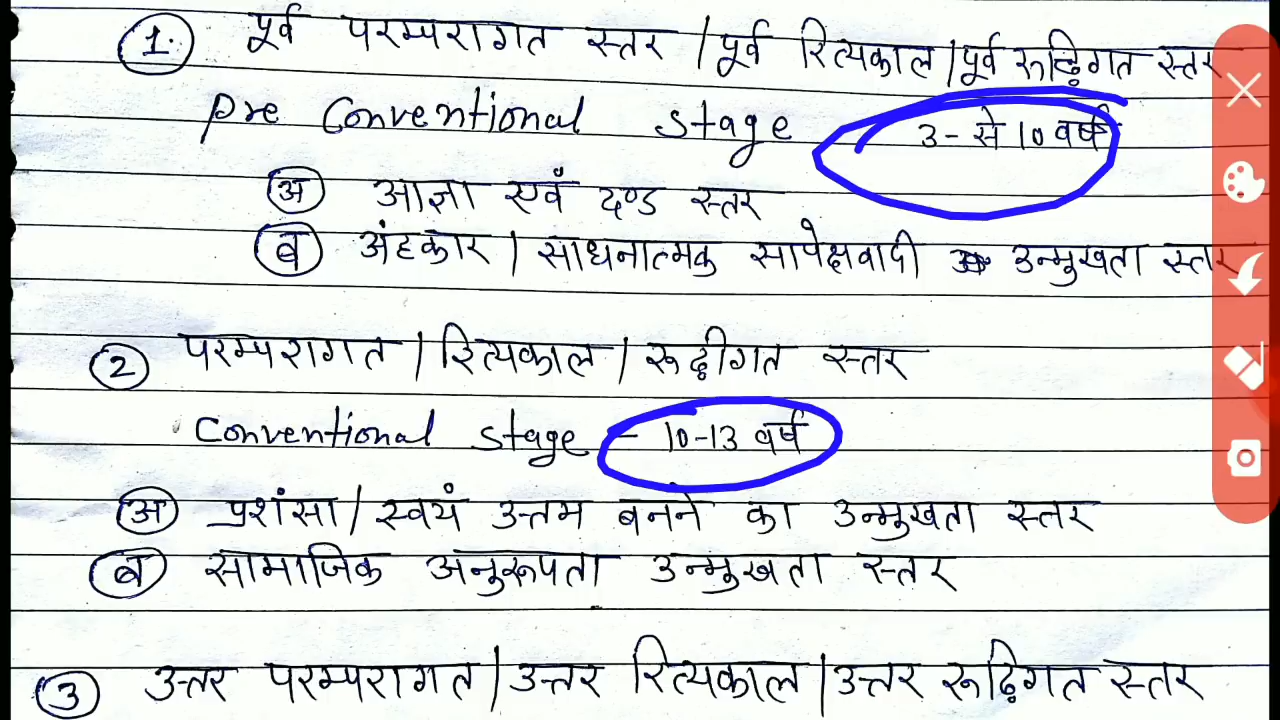 1. पूर्व परम्परागत स्तर / पूर्व रित्यकाल / पूर्व रूढ़िगत स्तर
Pre Conventional Stage 3- से 10 वर्ष
अ आज्ञा एवं दण्ड स्तर
ब अंहकार / साधनात्मक सापेक्षवादी उन्मुखता स्तर
2 परम्परागत / रित्यकाल / रूढ़ीगत स्तर
Conventional Stage - 10-13 वर्ष
अ प्रशंसा / स्वयं उत्तम बनने का उन्मुखता स्तर
ब सामाजिक अनुरूपता उन्मुखता स्तर
3 उत्तर परम्परागत / उत्तर रित्यकाल / उत्तर रूढ़िगत स्तर